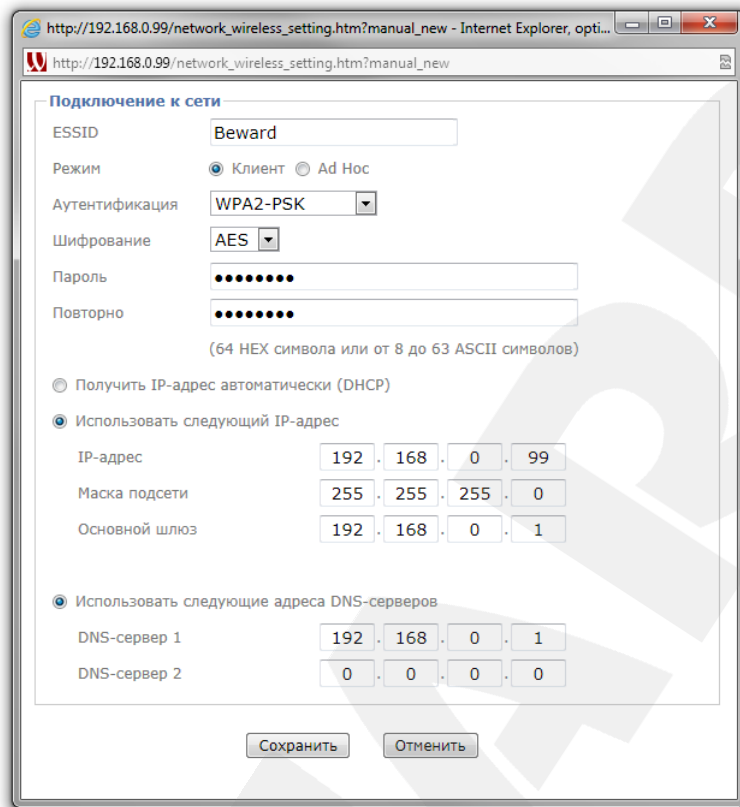 http://192.168.0.99/network_wireless_setting.htm?manual_new - Internet Explorer, opti...
http://192.168.0.99/network_wireless_setting.htm?manual_new
Подключение к сети
ESSID Beward
Режим Клиент Ad Hoc
Аутентификация WPA2-PSK
Шифрование AES
Пароль ●●●●●●●●
Повторно ●●●●●●●●
(64 HEX символа или от 8 до 63 ASCII символов)
Получить IP-адрес автоматически (DHCP)
Использовать следующий IP-адрес
IP-адрес 192 . 168 . 0 . 99
Маска подсети 255 . 255 . 255 . 0
Основной шлюз 192 . 168 . 0 . 1
Использовать следующие адреса DNS-серверов
DNS-сервер 1 192 . 168 . 0 . 1
DNS-сервер 2 0 . 0 . 0 . 0
Сохранить Отменить